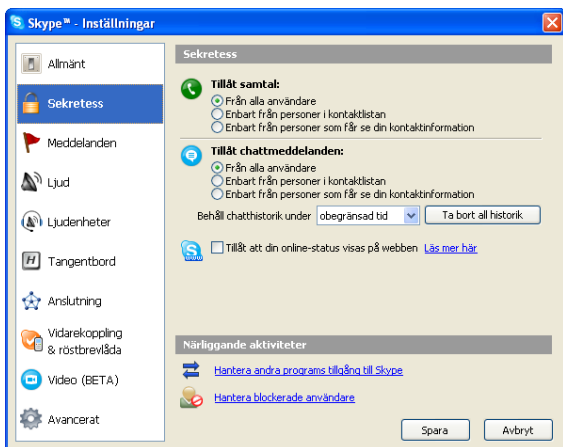 Skype™ - Inställningar
Allmänt
Sekretess
Meddelanden
Ljud
Ljudenheter
H
Tangentbord
Anslutning
Vidarekoppling
& röstbrevlåda
Video (BETA)
Avancerat
Sekretess
Tillåt samtal:
Från alla användare
Enbart från personer i kontaktlistan
Enbart från personer som får se din kontaktinformation
Tillåt chattmeddelanden:
Från alla användare
Enbart från personer i kontaktlistan
Enbart från personer som får se din kontaktinformation
Behåll chatthistorik under obegränsad tid Ta bort all historik
Tillåt att din online-status visas på webben Läs mer här
Närliggande aktiviteter
Hantera andra programs tillgång till Skype
Hantera blockerade användare
Spara Avbryt